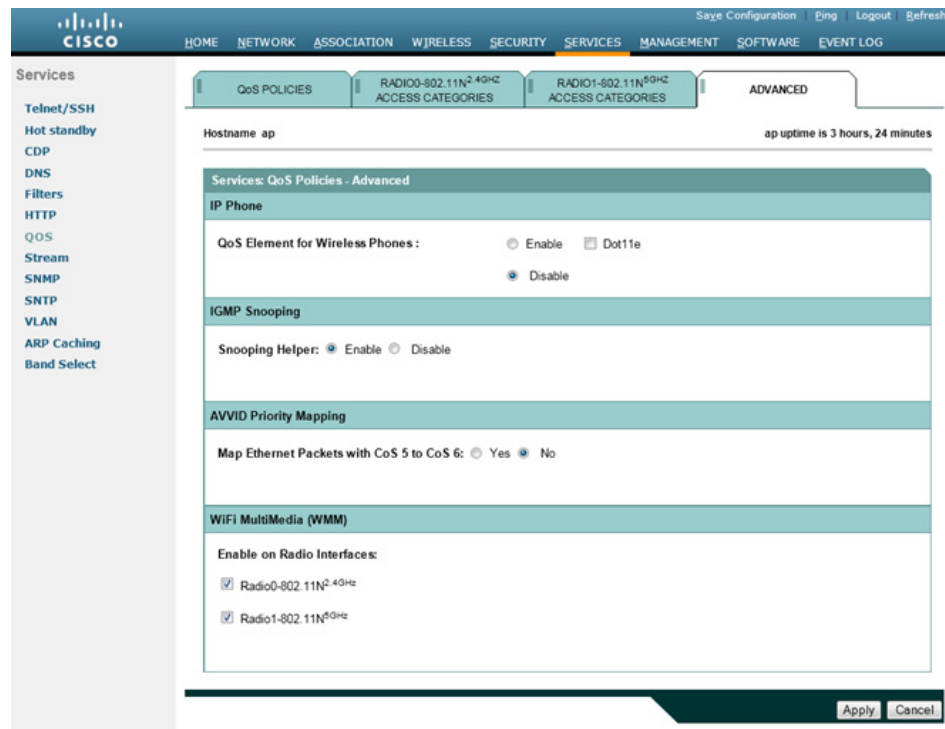 Save Configuration | Ping | Logout | Refresh
CISCO
HOME NETWORK ASSOCIATION WIRELESS SECURITY SERVICES MANAGEMENT SOFTWARE EVENT LOG
Services
Telnet/SSH
Hot standby
CDP
DNS
Filters
HTTP
QOS
Stream
SNMP
SNTP
VLAN
ARP Caching
Band Select
QoS POLICIES
RADIO0-802.11N2.4GHZ
ACCESS CATEGORIES
RADIO1-802.11N5GHZ
ACCESS CATEGORIES
ADVANCED
Hostname ap
ap uptime is 3 hours, 24 minutes
Services: QoS Policies - Advanced
IP Phone
QoS Element for Wireless Phones : Enable Dot11e
Disable
IGMP Snooping
Snooping Helper: Enable Disable
AVVID Priority Mapping
Map Ethernet Packets with CoS 5 to CoS 6: Yes No
WiFi MultiMedia (WMM)
Enable on Radio Interfaces:
Radio0-802.11N2.4GHz
Radio1-802.11N5GHz
Apply Cancel